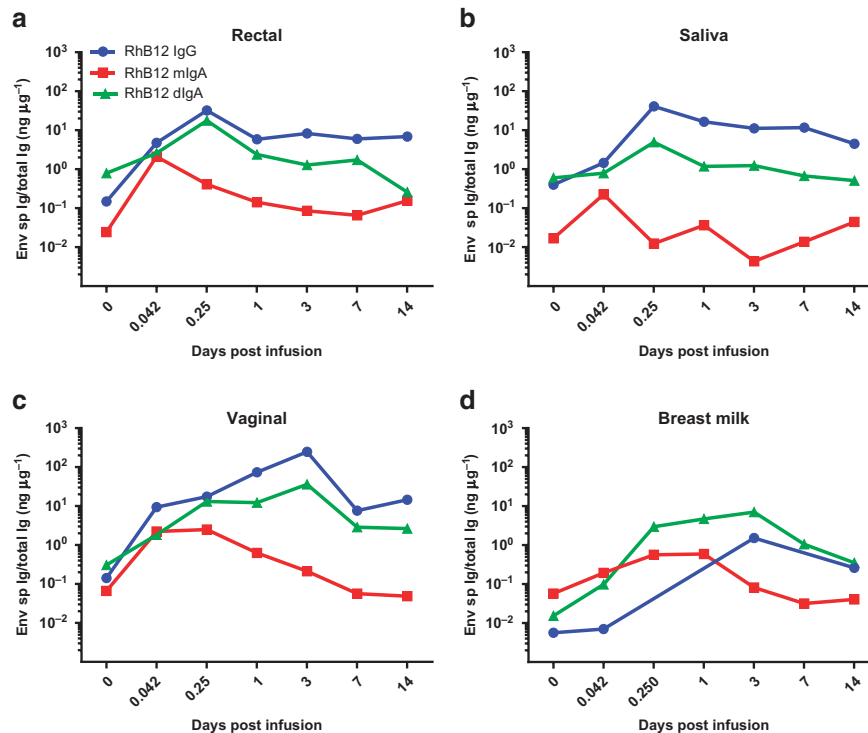 a
Rectal
RhB12 IgG
RhB12 mIgA
RhB12 dIgA
Env sp Ig/total Ig (ng µg⁻¹)
10³
10²
10¹
10⁰
10⁻¹
10⁻²
0 0.042 0.25 1 3 7 14
Days post infusion
b
Saliva
Env sp Ig/total Ig (ng µg⁻¹)
10³
10²
10¹
10⁰
10⁻¹
10⁻²
0 0.042 0.25 1 3 7 14
Days post infusion
c
Vaginal
Env sp Ig/total Ig (ng µg⁻¹)
10³
10²
10¹
10⁰
10⁻¹
10⁻²
0 0.042 0.25 1 3 7 14
Days post infusion
d
Breast milk
Env sp Ig/total Ig (ng µg⁻¹)
10³
10²
10¹
10⁰
10⁻¹
10⁻²
0 0.042 0.250 1 3 7 14
Days post infusion